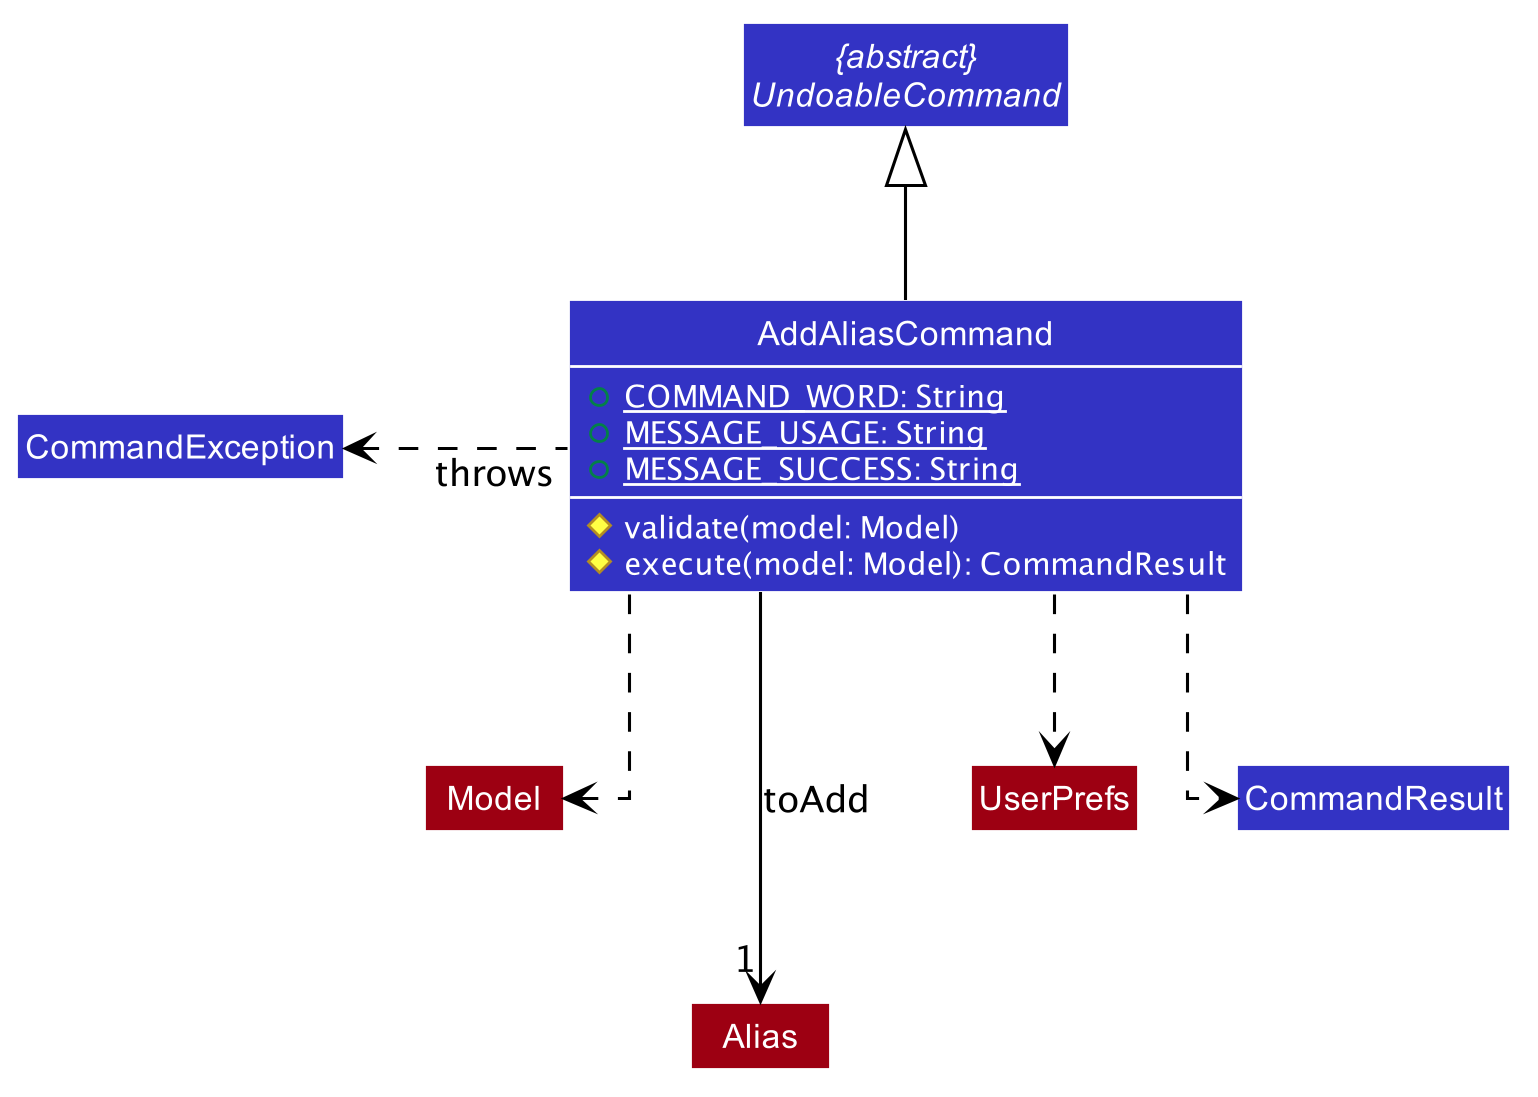 {abstract}
UndoableCommand
AddAliasCommand
COMMAND_WORD: String
MESSAGE_USAGE: String
MESSAGE_SUCCESS: String
CommandException
throws
validate(model: Model)
execute(model: Model): CommandResult
Model
toAdd
UserPrefs
CommandResult
1
Alias